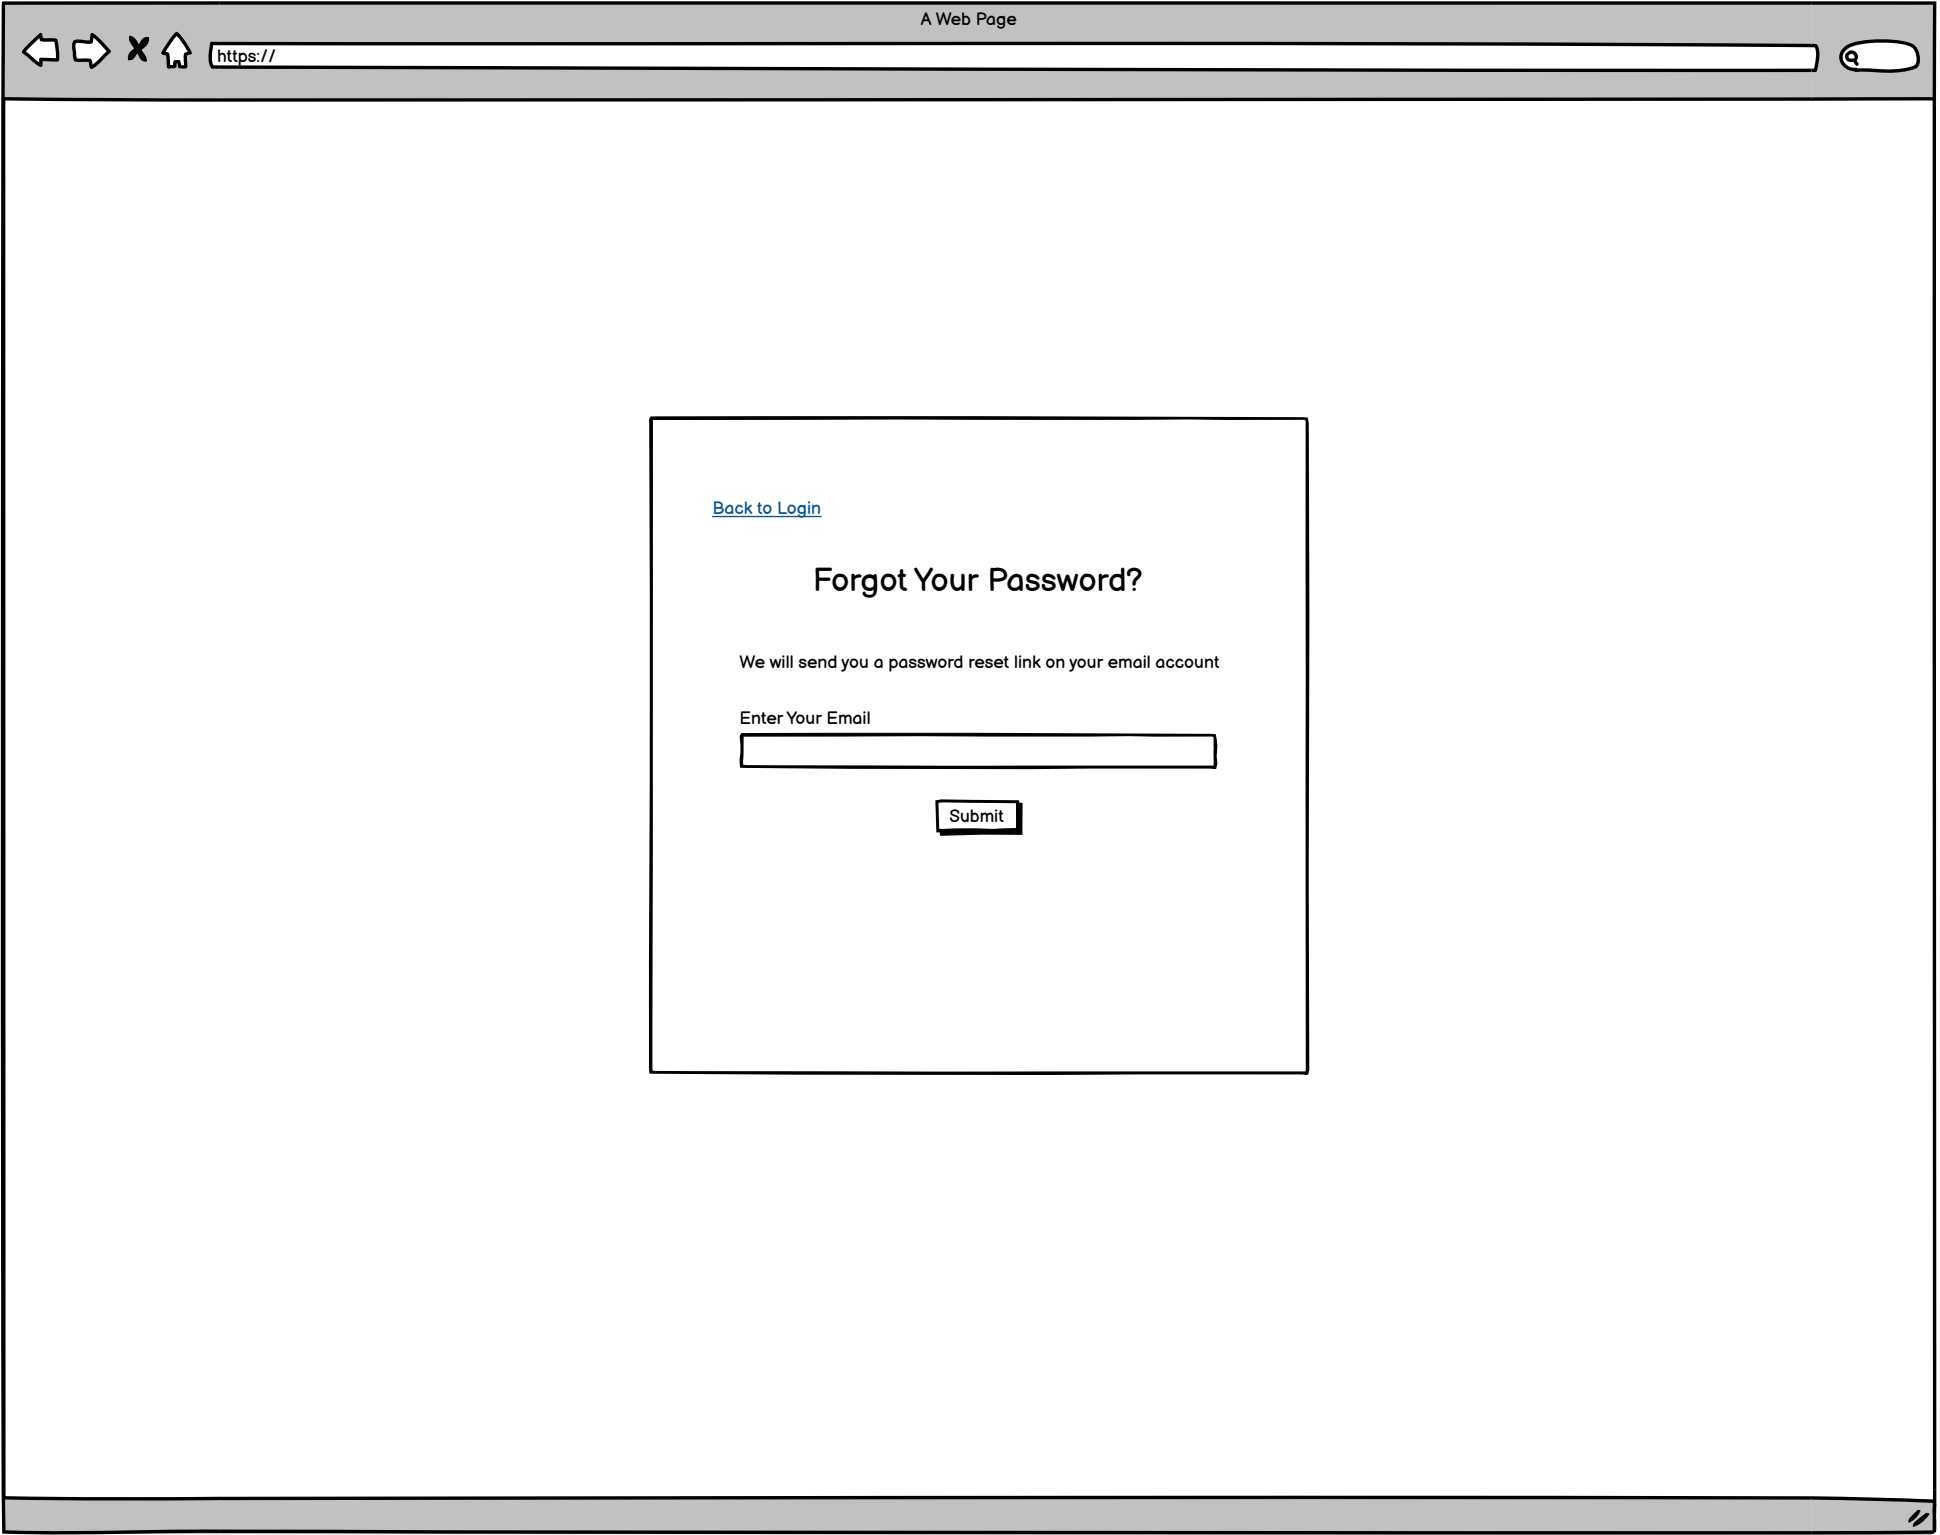 A Web Page
https://
Back to Login
Forgot Your Password?
We will send you a password reset link on your email account
Enter Your Email
Submit